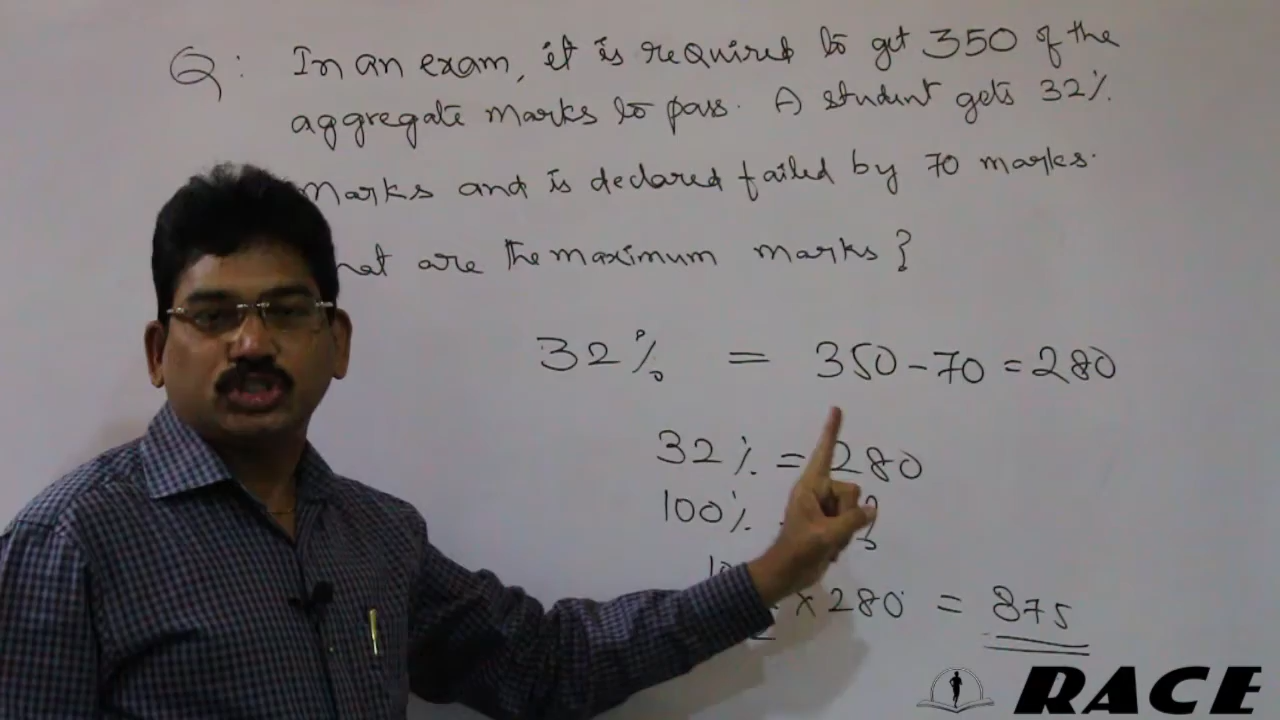 Q: In an exam, it is required to get 350 of the
aggregate marks to pass. A student gets 32%
marks and is declared failed by 70 marks.
are the maximum marks?
32% = 350-70 = 280
32% = 280
100%
× 280 = 875
RACE